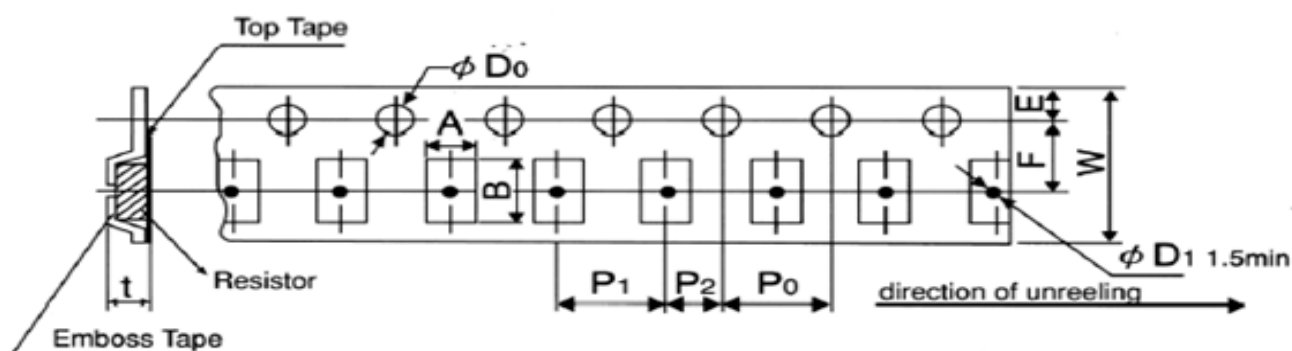 Top Tape
φ D0
A
B
E
F
W
t
Resistor
Emboss Tape
P1
P2
P0
φ D1 1.5min
direction of unreeling